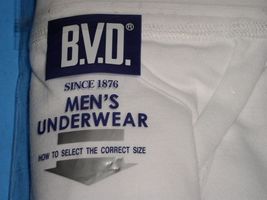 B.V.D.®
SINCE 1876
MEN'S
UNDERWEAR
HOW TO SELECT THE CORRECT SIZE